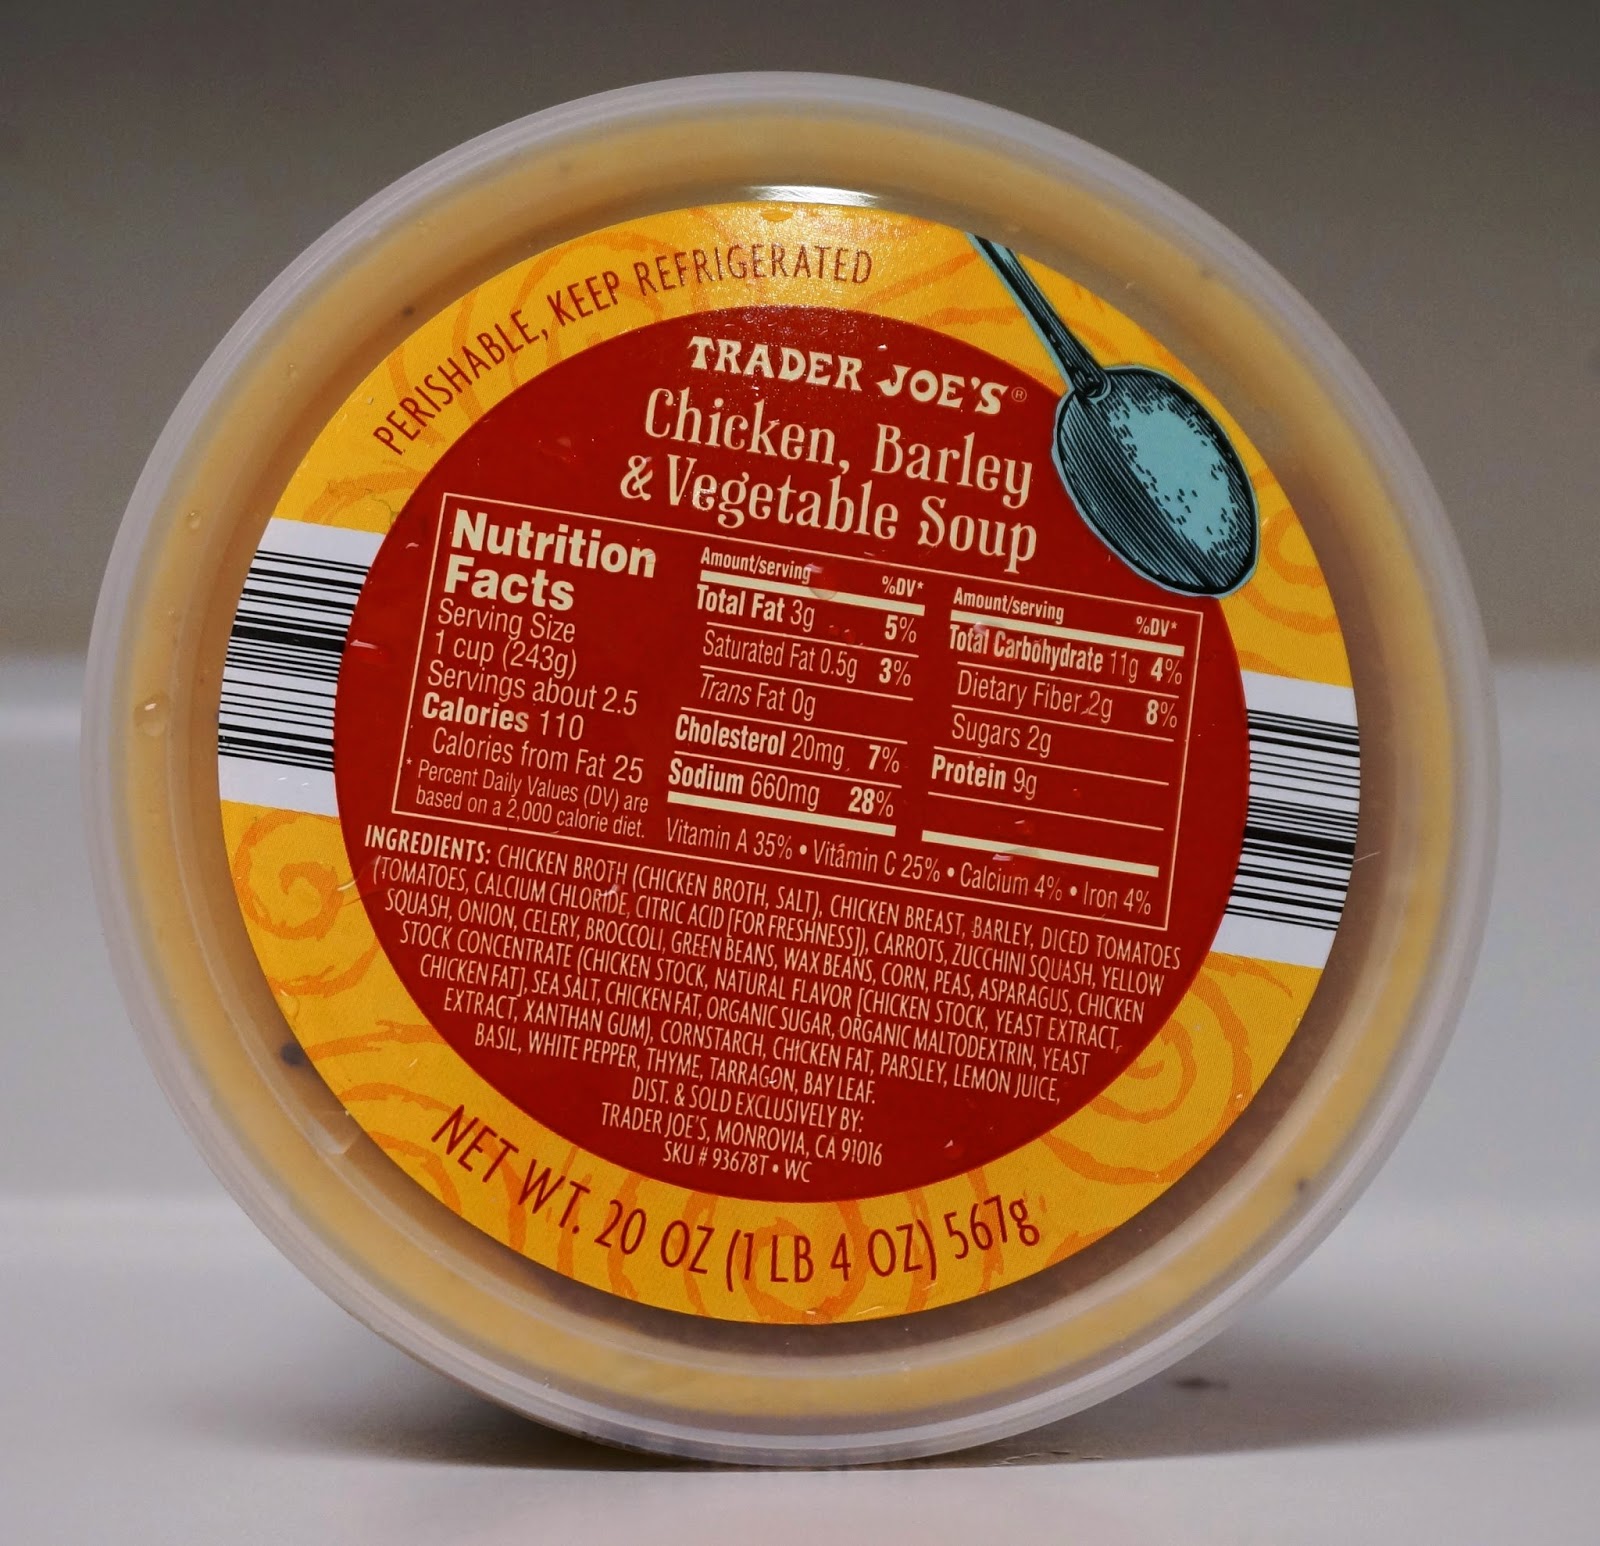 PERISHABLE, KEEP REFRIGERATED
TRADER JOE'S®
Chicken, Barley
& Vegetable Soup
Nutrition
Facts
Serving Size
1 cup (243g)
Servings about 2.5
Calories 110
Calories from Fat 25
* Percent Daily Values (DV) are
based on a 2,000 calorie diet.
Amount/serving %DV*
Total Fat 3g 5%
Saturated Fat 0.5g 3%
Trans Fat 0g
Cholesterol 20mg 7%
Sodium 660mg 28%
Amount/serving %DV*
Total Carbohydrate 11g 4%
Dietary Fiber 2g 8%
Sugars 2g
Protein 9g
Vitamin A 35% • Vitamin C 25% • Calcium 4% • Iron 4%
INGREDIENTS: CHICKEN BROTH (CHICKEN BROTH, SALT), CHICKEN BREAST, BARLEY, DICED TOMATOES
(TOMATOES, CALCIUM CHLORIDE, CITRIC ACID [FOR FRESHNESS]), CARROTS, ZUCCHINI SQUASH, YELLOW
SQUASH, ONION, CELERY, BROCCOLI, GREEN BEANS, WAX BEANS, CORN, PEAS, ASPARAGUS, CHICKEN
STOCK CONCENTRATE (CHICKEN STOCK, NATURAL FLAVOR [CHICKEN STOCK, YEAST EXTRACT,
CHICKEN FAT], SEA SALT, CHICKEN FAT, ORGANIC SUGAR, ORGANIC MALTODEXTRIN, YEAST
EXTRACT, XANTHAN GUM), CORNSTARCH, CHICKEN FAT, PARSLEY, LEMON JUICE,
BASIL, WHITE PEPPER, THYME, TARRAGON, BAY LEAF.
DIST. & SOLD EXCLUSIVELY BY:
TRADER JOE'S, MONROVIA, CA 91016
SKU # 93678T • WC
NET WT. 20 OZ (1 LB 4 OZ) 567g